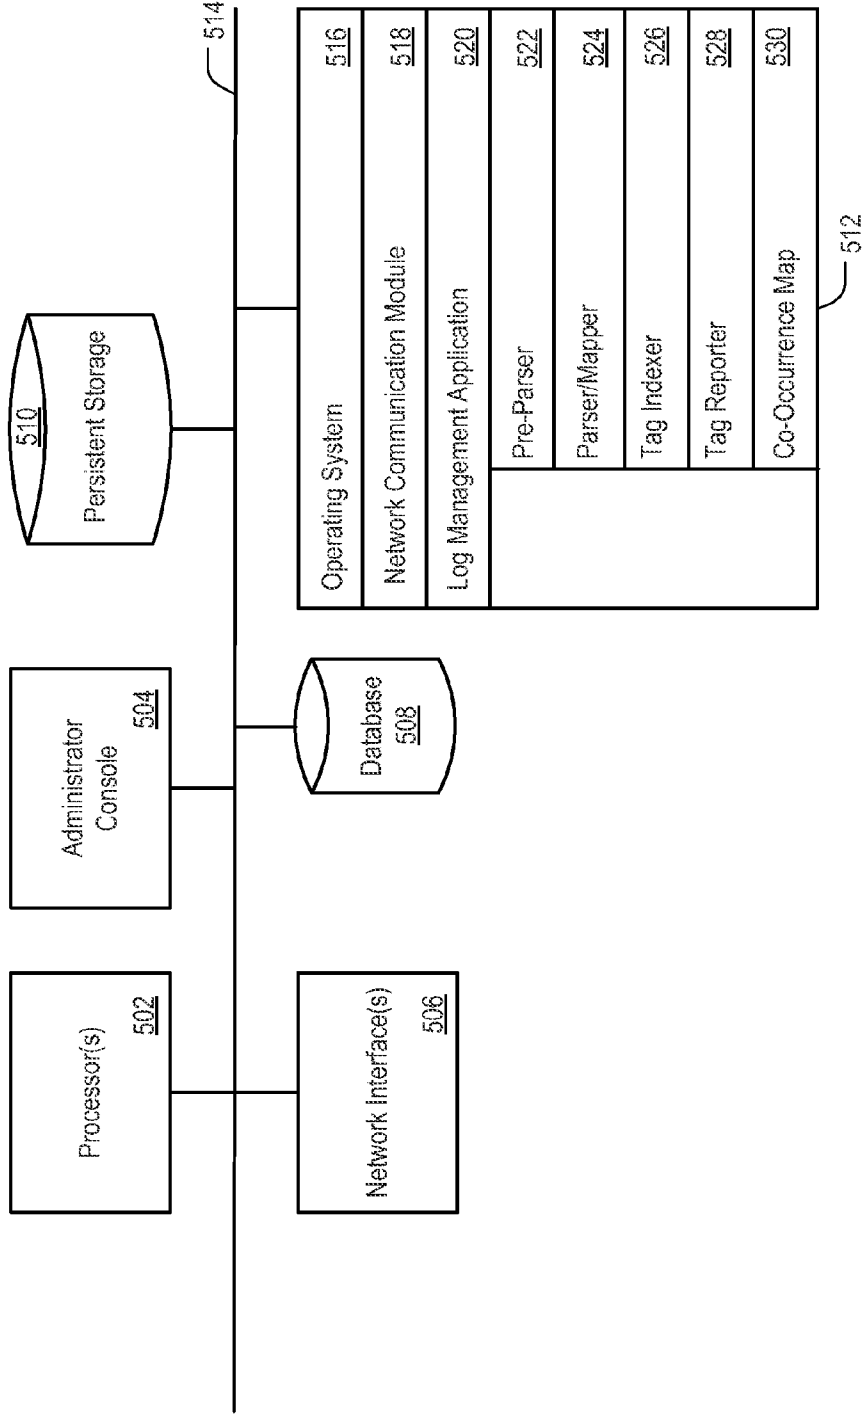 Processor(s)
502
Administrator
Console
504
510
Persistent Storage
514
Network Interface(s)
506
Database
508
Operating System 516
Network Communication Module 518
Log Management Application 520
Pre-Parser 522
Parser/Mapper 524
Tag Indexer 526
Tag Reporter 528
Co-Occurrence Map 530
512